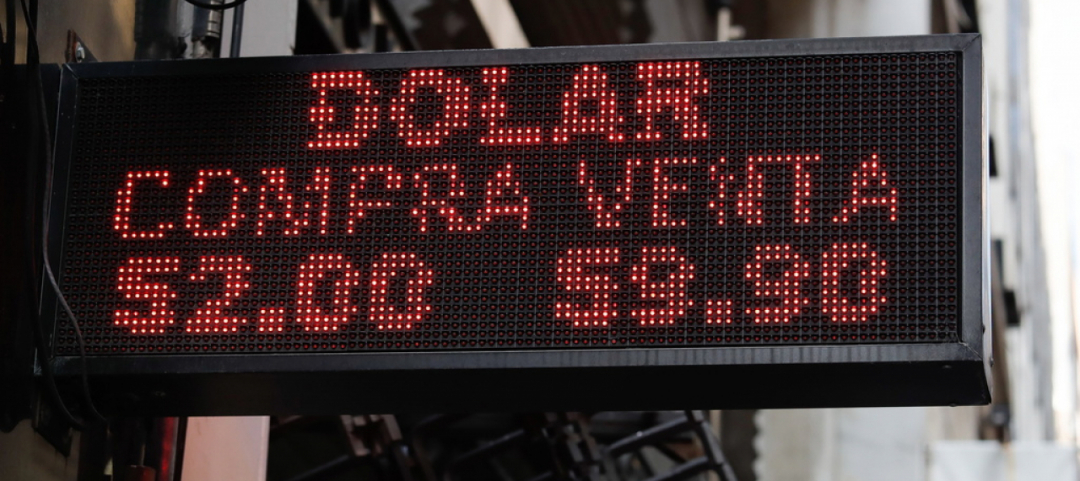 DOLAR
COMPRA VENTA
52.00 59.90